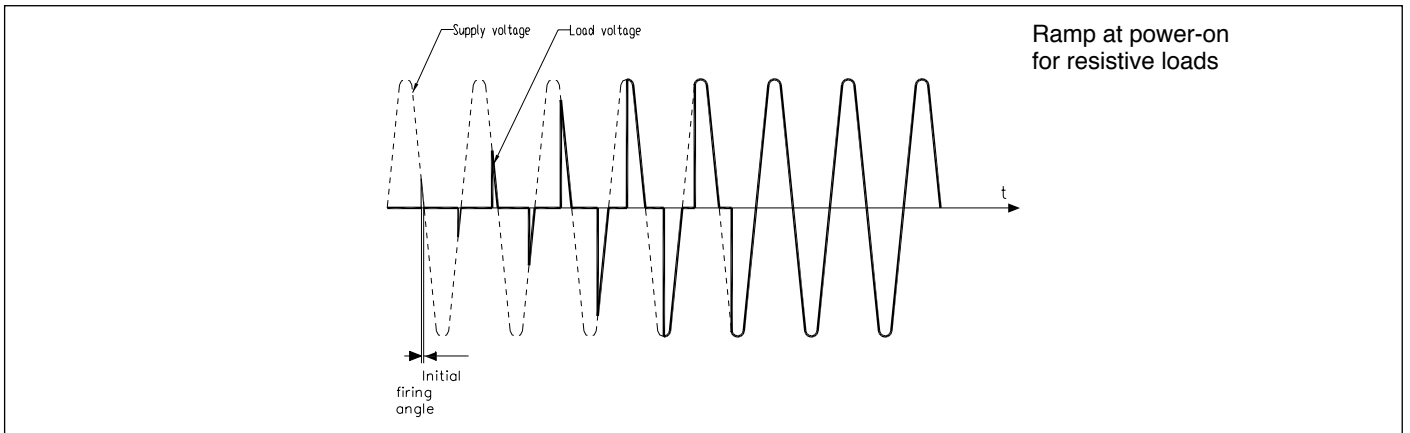 Supply voltage
Load voltage
Ramp at power-on
for resistive loads
t
Initial
firing
angle